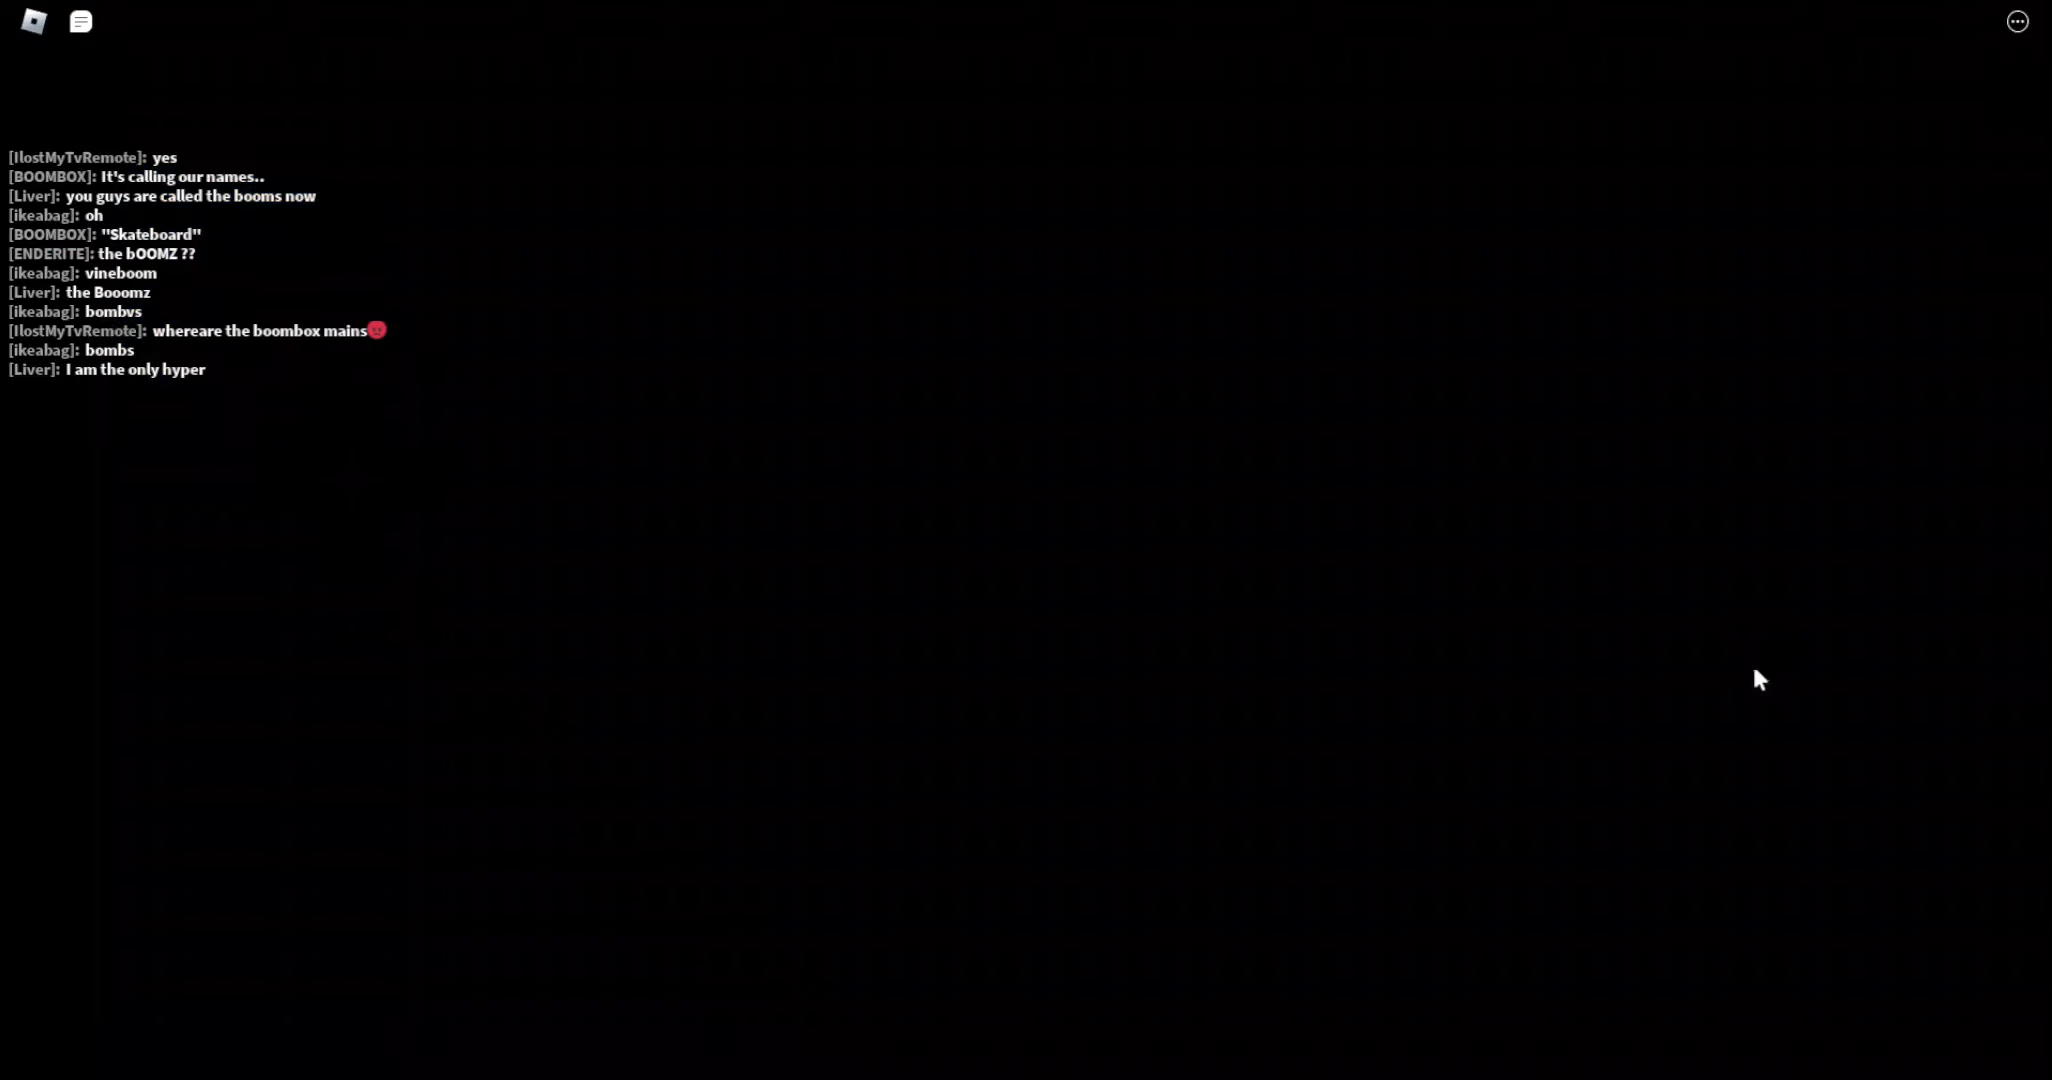 [IlostMyTvRemote]: yes
[BOOMBOX]: It's calling our names..
[Liver]: you guys are called the booms now
[ikeabag]: oh
[BOOMBOX]: "Skateboard"
[ENDERITE]: the bOOMZ ??
[ikeabag]: vineboom
[Liver]: the Booomz
[ikeabag]: bombvs
[IlostMyTvRemote]: whereare the boombox mains😡
[ikeabag]: bombs
[Liver]: I am the only hyper